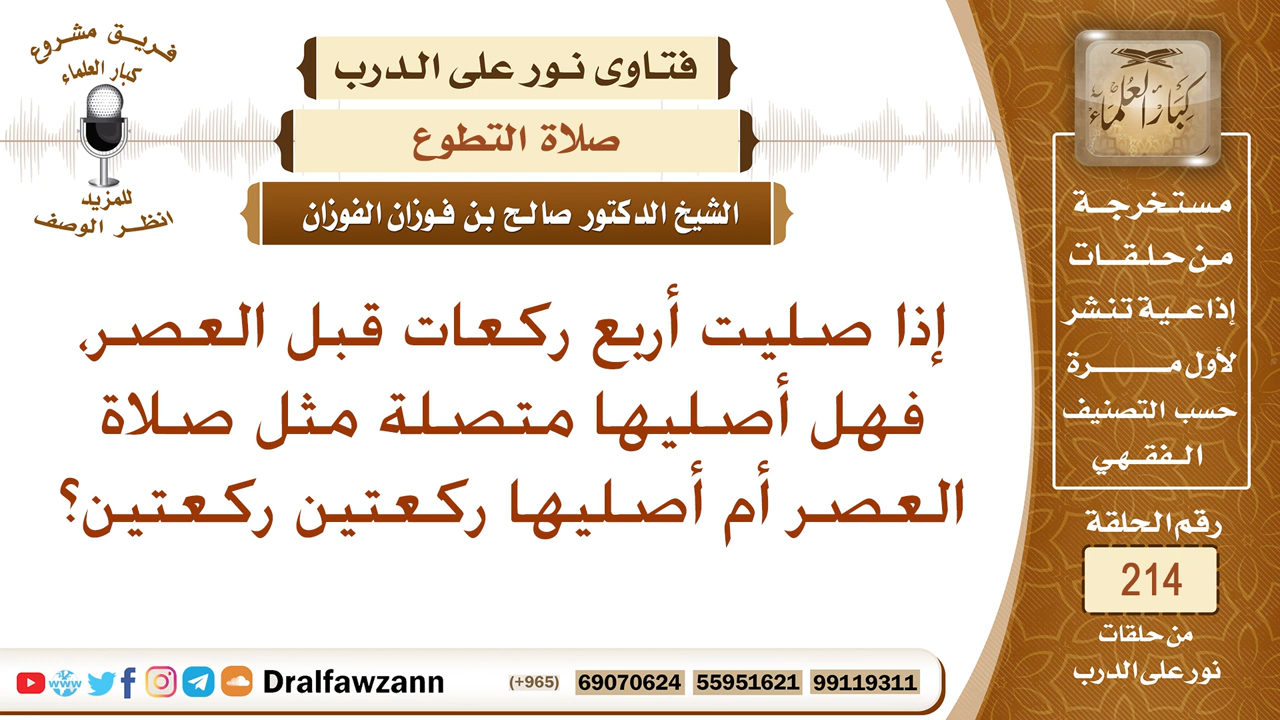 فريق مشروع
كبار العلماء
للمزيد
انظر الوصف
فتاوى نور على الدرب
صلاة التطوع
الشيخ الدكتور صالح بن فوزان الفوزان
إذا صليت أربع ركعات قبل العصر،
فهل أصليها متصلة مثل صلاة
العصر أم أصليها ركعتين ركعتين؟
كبار العلماء
مستخرجة
من حلقات
إذاعية تنشر
لأول مرة
حسب التصنيف
الفقهي
رقم الحلقة
214
من حلقات
نور على الدرب
www
Dralfawzann
(+965) 69070624 55951621 99119311